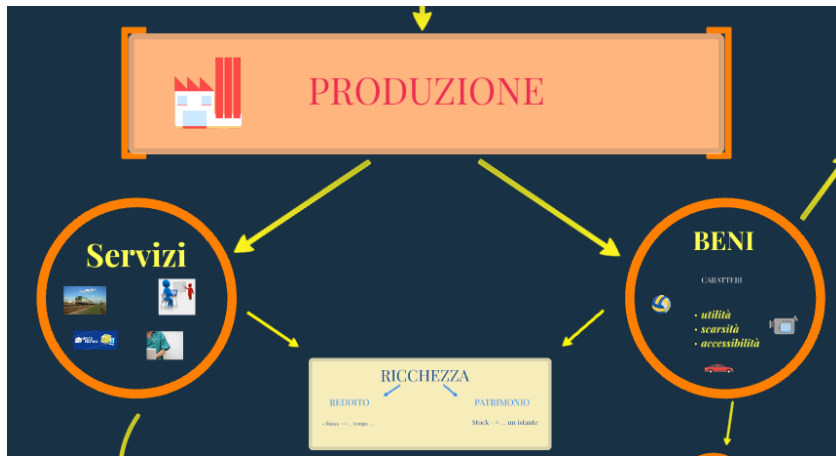 PRODUZIONE
Servizi
BENI
CARATTERI
• utilità
• scarsità
• accessibilità
RICCHEZZA
REDDITO
PATRIMONIO
Stock => ... un istante